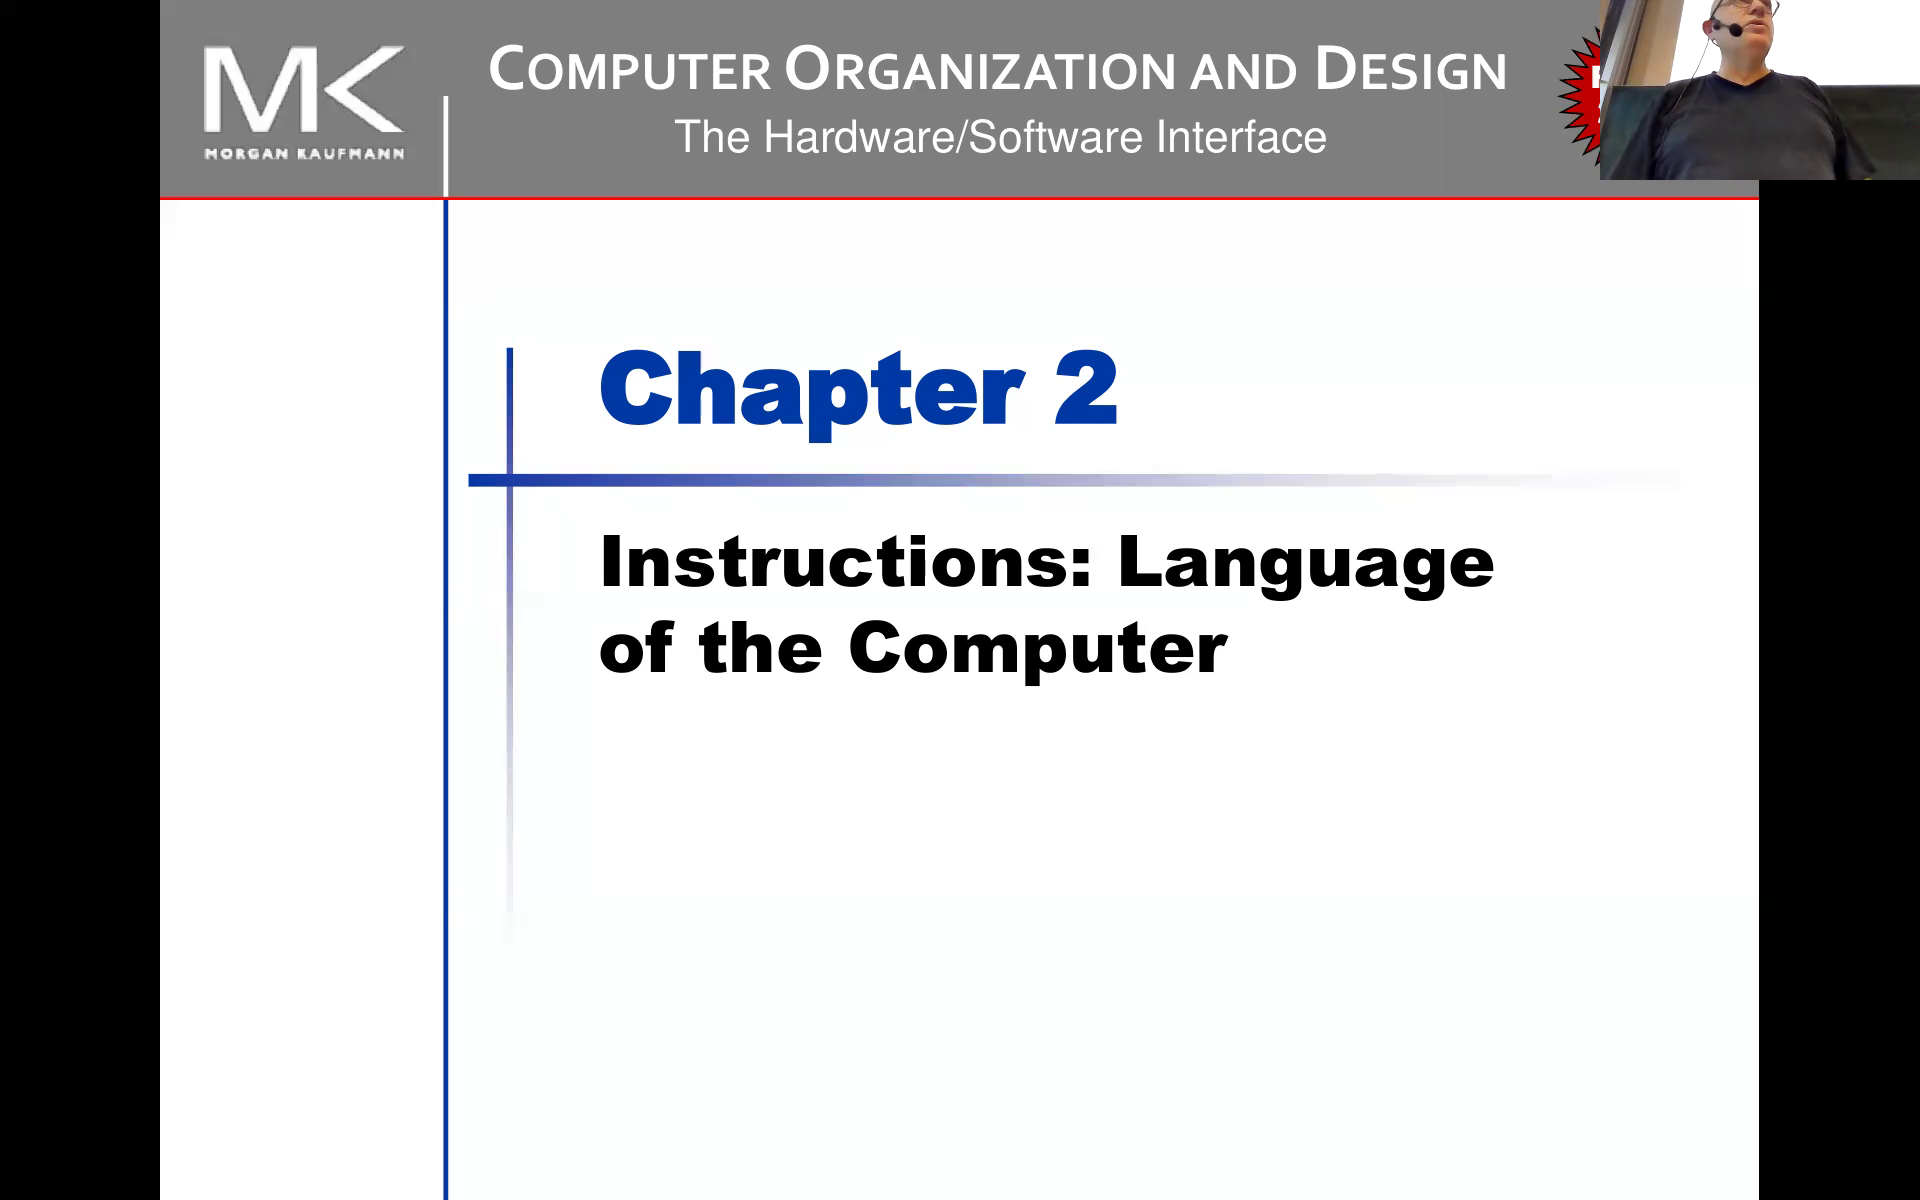 MK
MORGAN KAUFMANN
COMPUTER ORGANIZATION AND DESIGN
The Hardware/Software Interface
Chapter 2
Instructions: Language
of the Computer